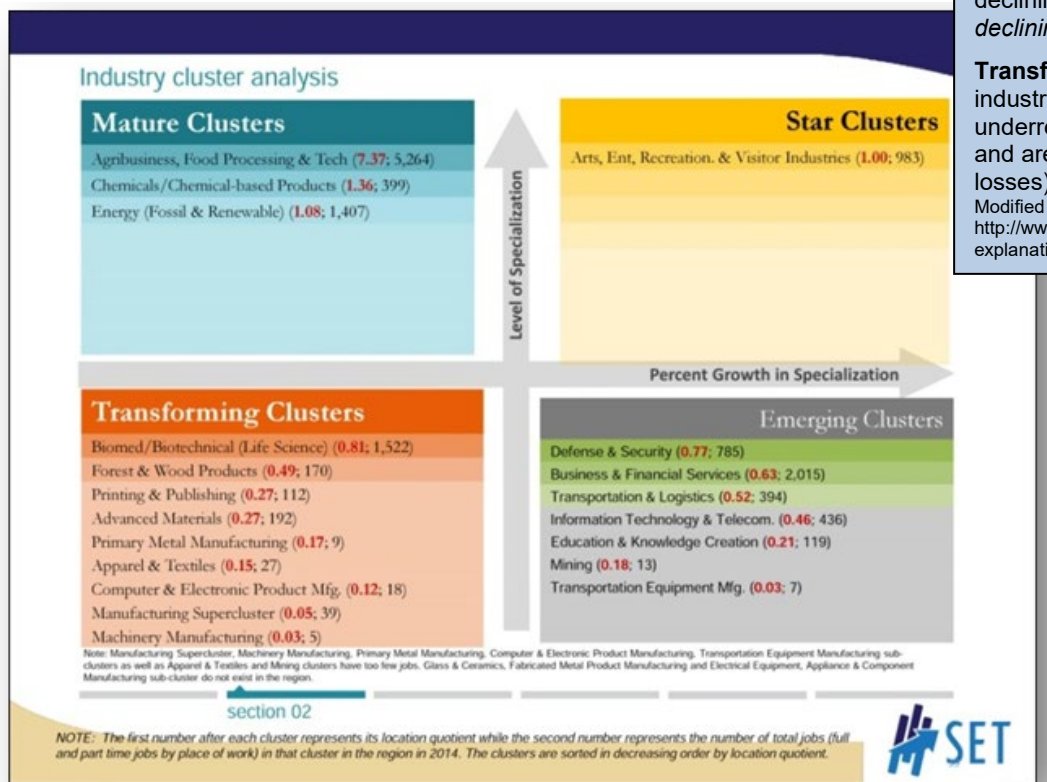 declining
Transf
industr
underre
and are
losses)
Modified
http://ww
explanati
Industry cluster analysis
Mature Clusters
Agribusiness, Food Processing & Tech (7.37; 5,264)
Chemicals/Chemical-based Products (1.36; 399)
Energy (Fossil & Renewable) (1.08; 1,407)
Star Clusters
Arts, Ent, Recreation. & Visitor Industries (1.00; 983)
Level of Specialization
Percent Growth in Specialization
Transforming Clusters
Biomed/Biotechnical (Life Science) (0.81; 1,522)
Forest & Wood Products (0.49; 170)
Printing & Publishing (0.27; 112)
Advanced Materials (0.27; 192)
Primary Metal Manufacturing (0.17; 9)
Apparel & Textiles (0.15; 27)
Computer & Electronic Product Mfg. (0.12; 18)
Manufacturing Supercluster (0.05; 39)
Machinery Manufacturing (0.03; 5)
Emerging Clusters
Defense & Security (0.77; 785)
Business & Financial Services (0.63; 2,015)
Transportation & Logistics (0.52; 394)
Information Technology & Telecom. (0.46; 436)
Education & Knowledge Creation (0.21; 119)
Mining (0.18; 13)
Transportation Equipment Mfg. (0.03; 7)
Note: Manufacturing Supercluster, Machinery Manufacturing, Primary Metal Manufacturing, Computer & Electronic Product Manufacturing, Transportation Equipment Manufacturing sub-
clusters as well as Apparel & Textiles and Mining clusters have too few jobs. Glass & Ceramics, Fabricated Metal Product Manufacturing and Electrical Equipment, Appliance & Component
Manufacturing sub-cluster do not exist in the region.
section 02
NOTE: The first number after each cluster represents its location quotient while the second number represents the number of total jobs (full
and part time jobs by place of work) in that cluster in the region in 2014. The clusters are sorted in decreasing order by location quotient.
SET